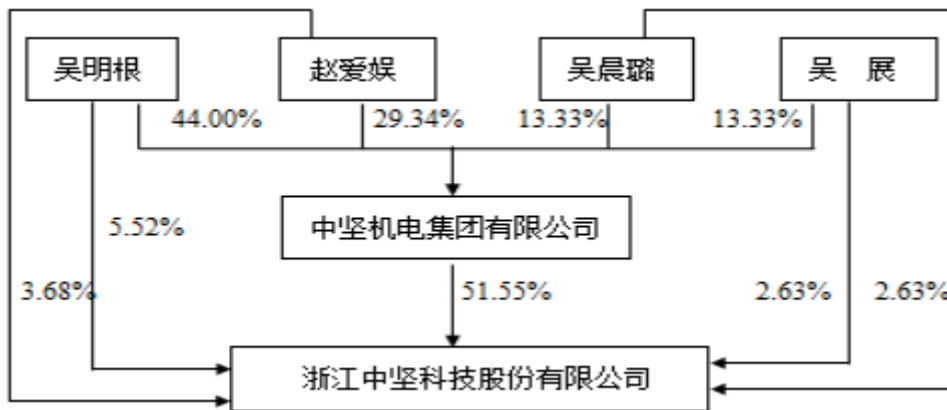 吴明根 赵爱娱 吴晨璐 吴 展
44.00% 29.34% 13.33% 13.33%
中坚机电集团有限公司
5.52%
3.68% 51.55% 2.63% 2.63%
浙江中坚科技股份有限公司